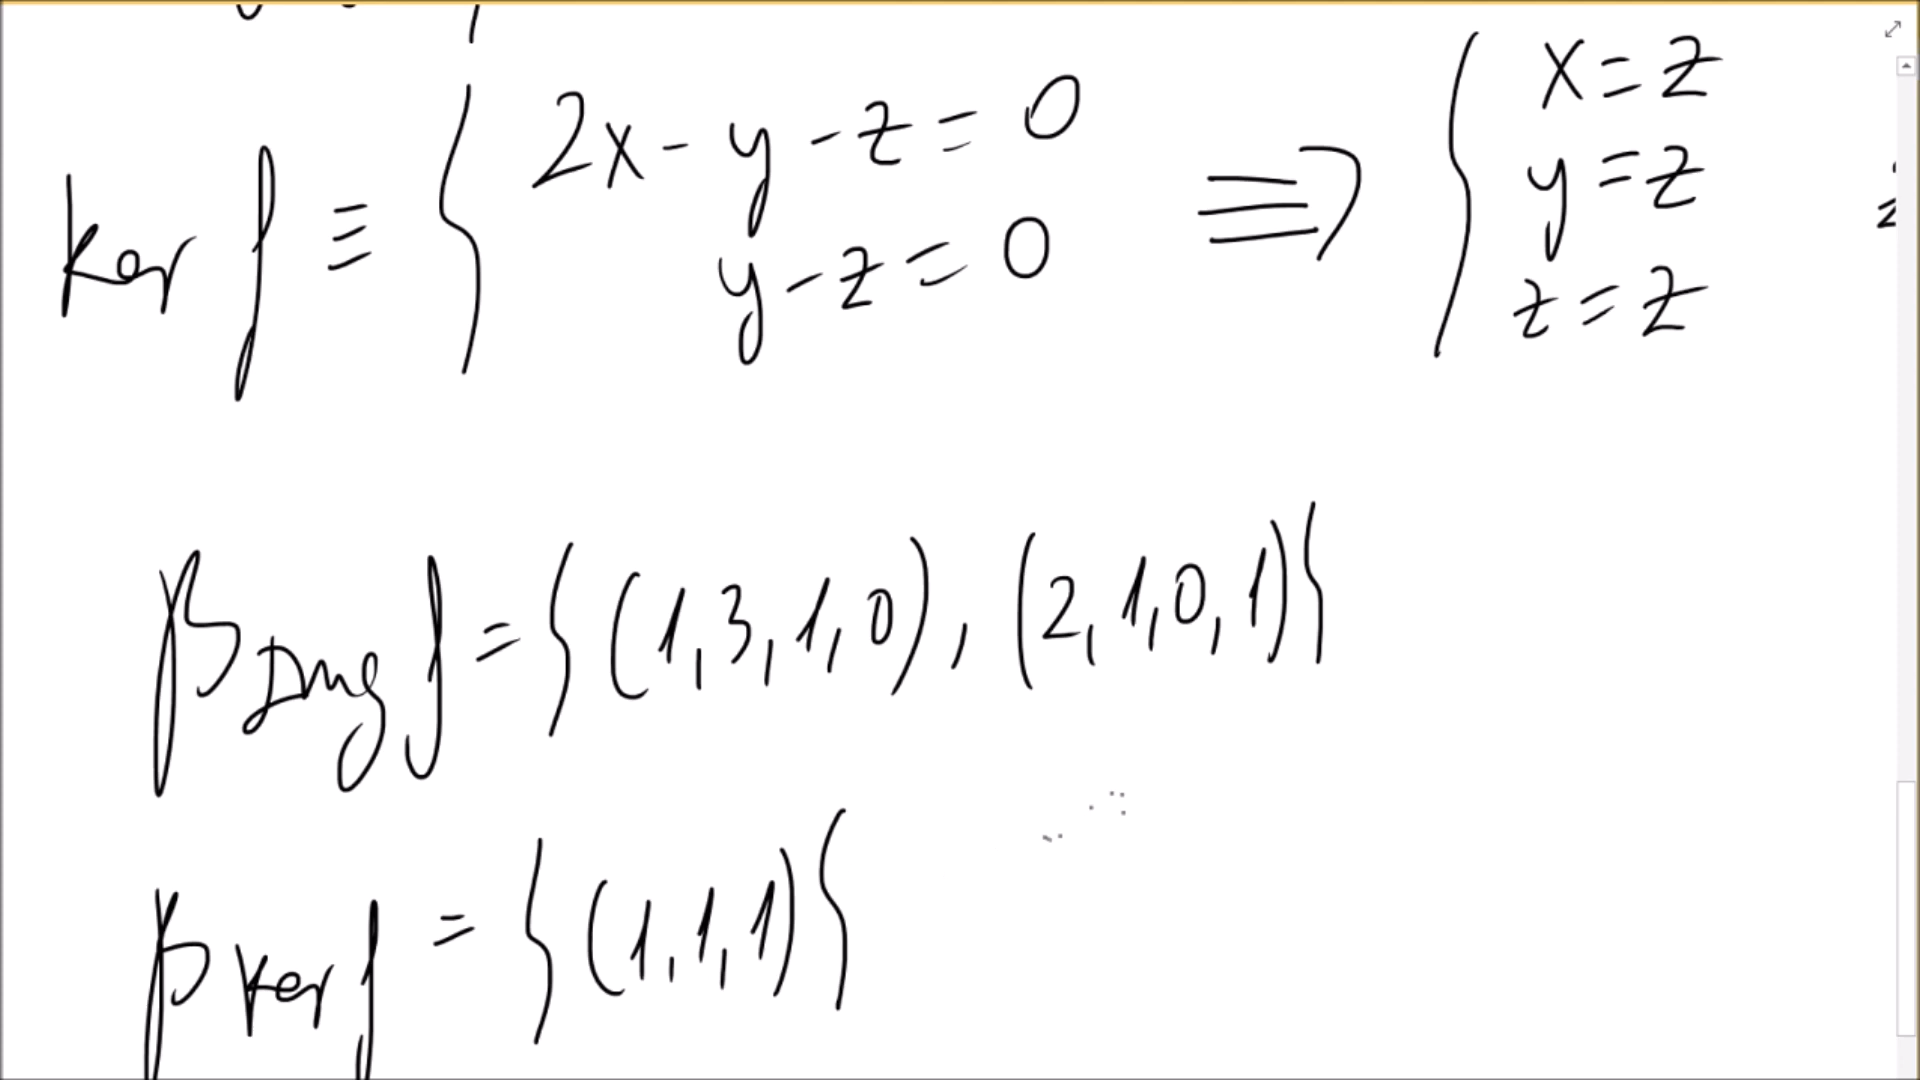 ker f ≡ { 2x - y - z = 0
y - z = 0
≡⊃ { x = z
y = z
z = z
β Img f = {(1,3,1,0), (2,1,0,1)}
β ker f = {(1,1,1)}